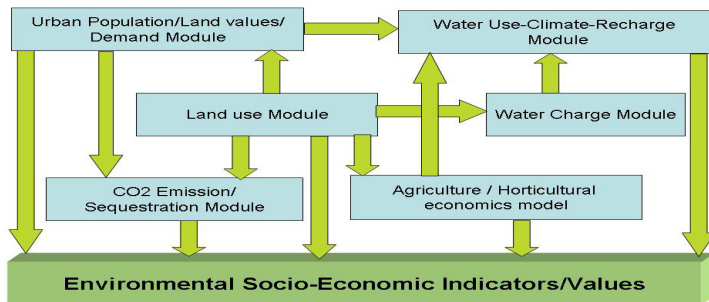 Urban Population/Land values/
Demand Module
Water Use-Climate-Recharge
Module
Land use Module
Water Charge Module
CO2 Emission/
Sequestration Module
Agriculture / Horticultural
economics model
Environmental Socio-Economic Indicators/Values